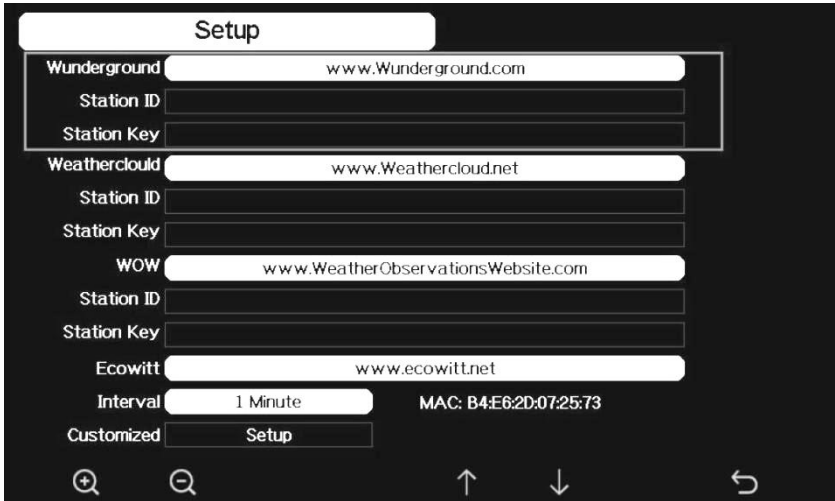 Setup
Wunderground www.Wunderground.com
Station ID
Station Key
Weatherclould www.Weathercloud.net
Station ID
Station Key
WOW www.WeatherObservationsWebsite.com
Station ID
Station Key
Ecowitt www.ecowitt.net
Interval 1 Minute MAC: B4:E6:2D:07:25:73
Customized Setup